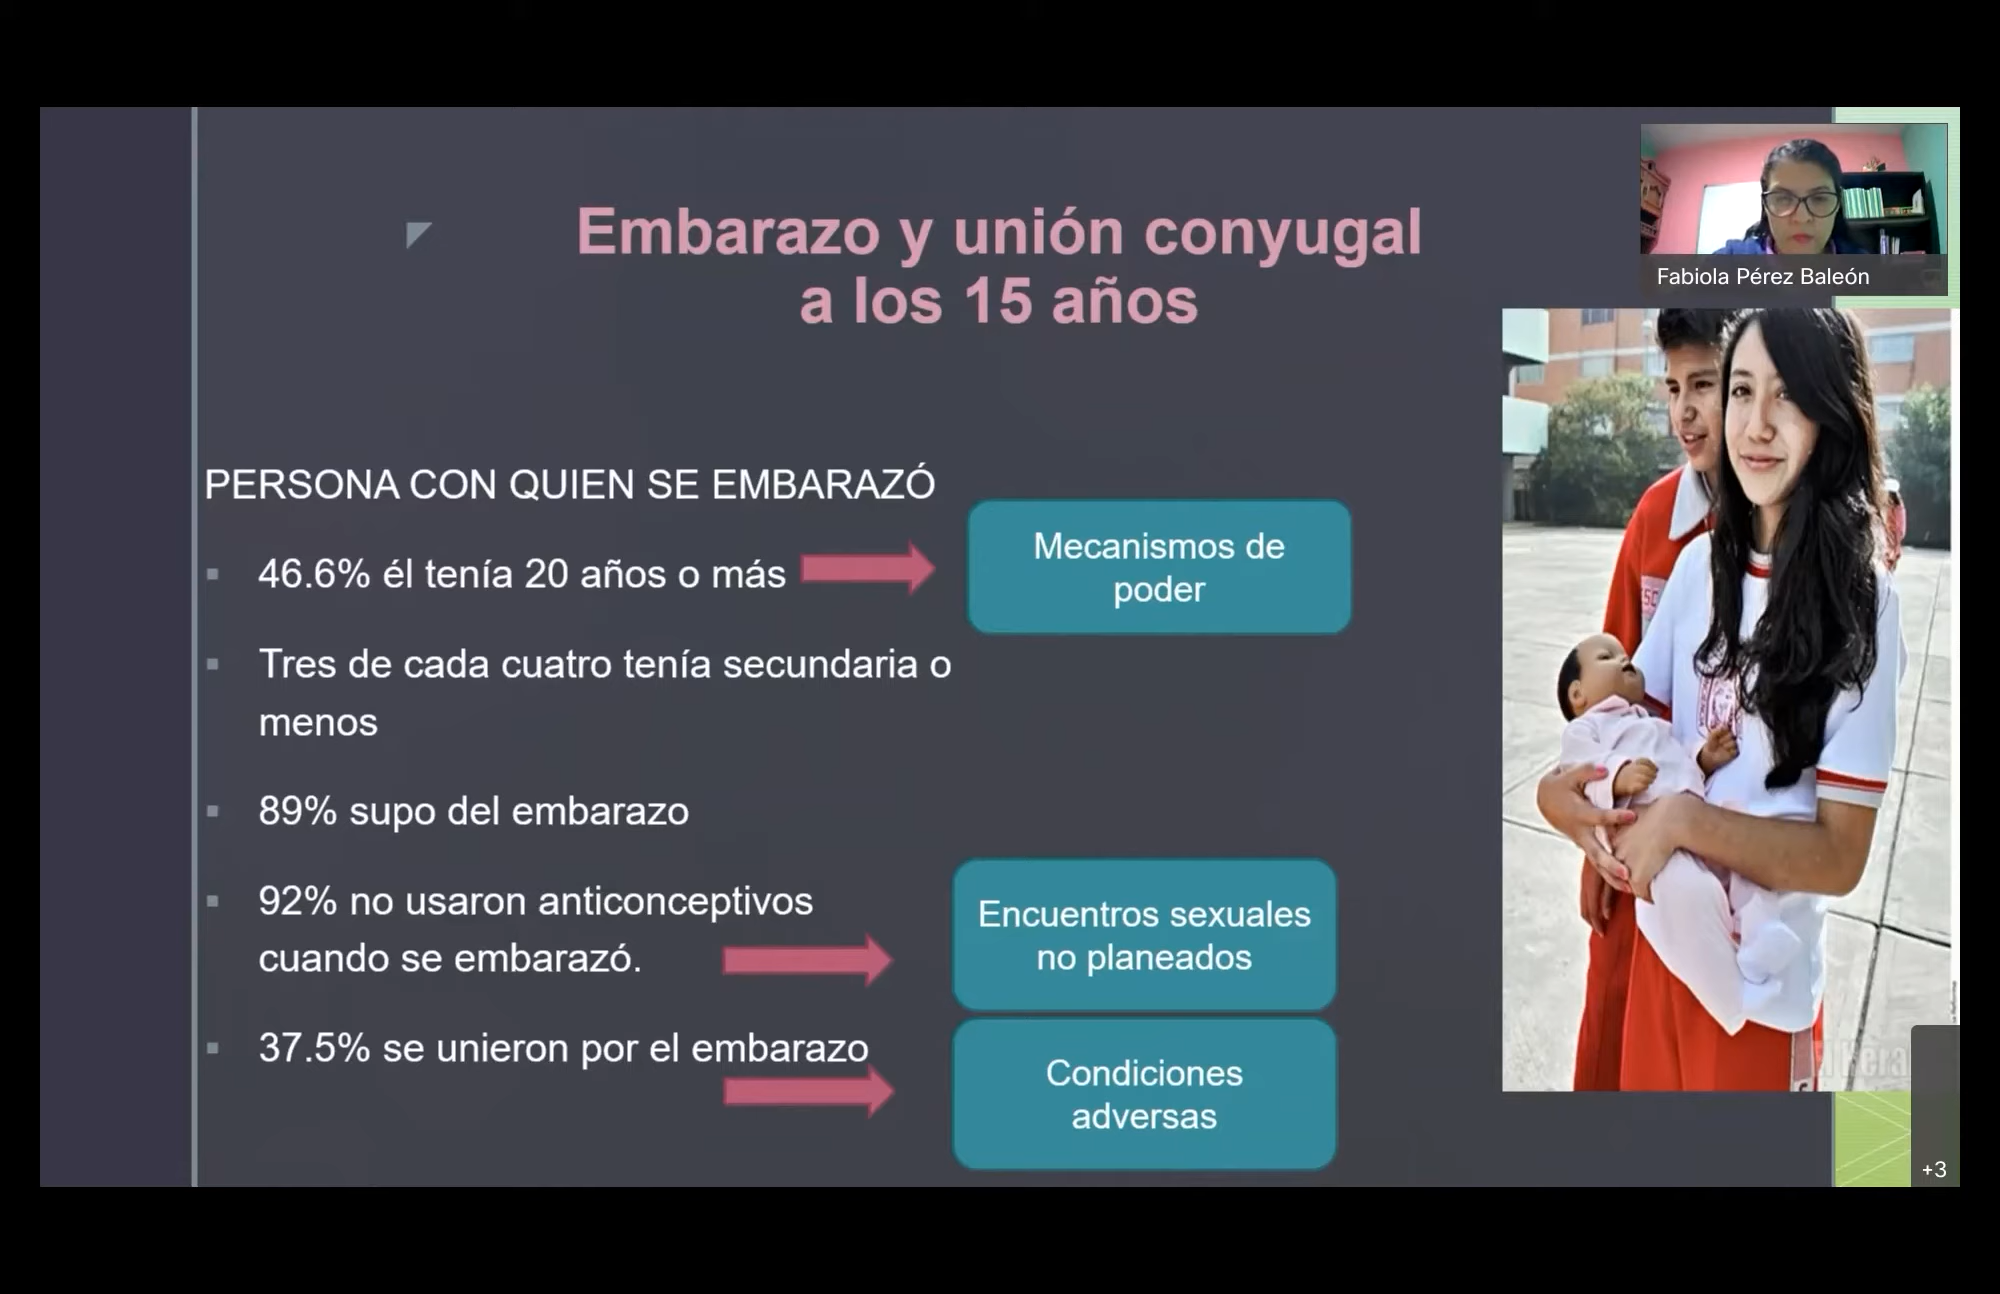 Embarazo y unión conyugal
a los 15 años
Fabiola Pérez Baleón
PERSONA CON QUIEN SE EMBARAZÓ
46.6% él tenía 20 años o más
Mecanismos de
poder
Tres de cada cuatro tenía secundaria o
menos
89% supo del embarazo
92% no usaron anticonceptivos
cuando se embarazó.
Encuentros sexuales
no planeados
37.5% se unieron por el embarazo
Condiciones
adversas
+3